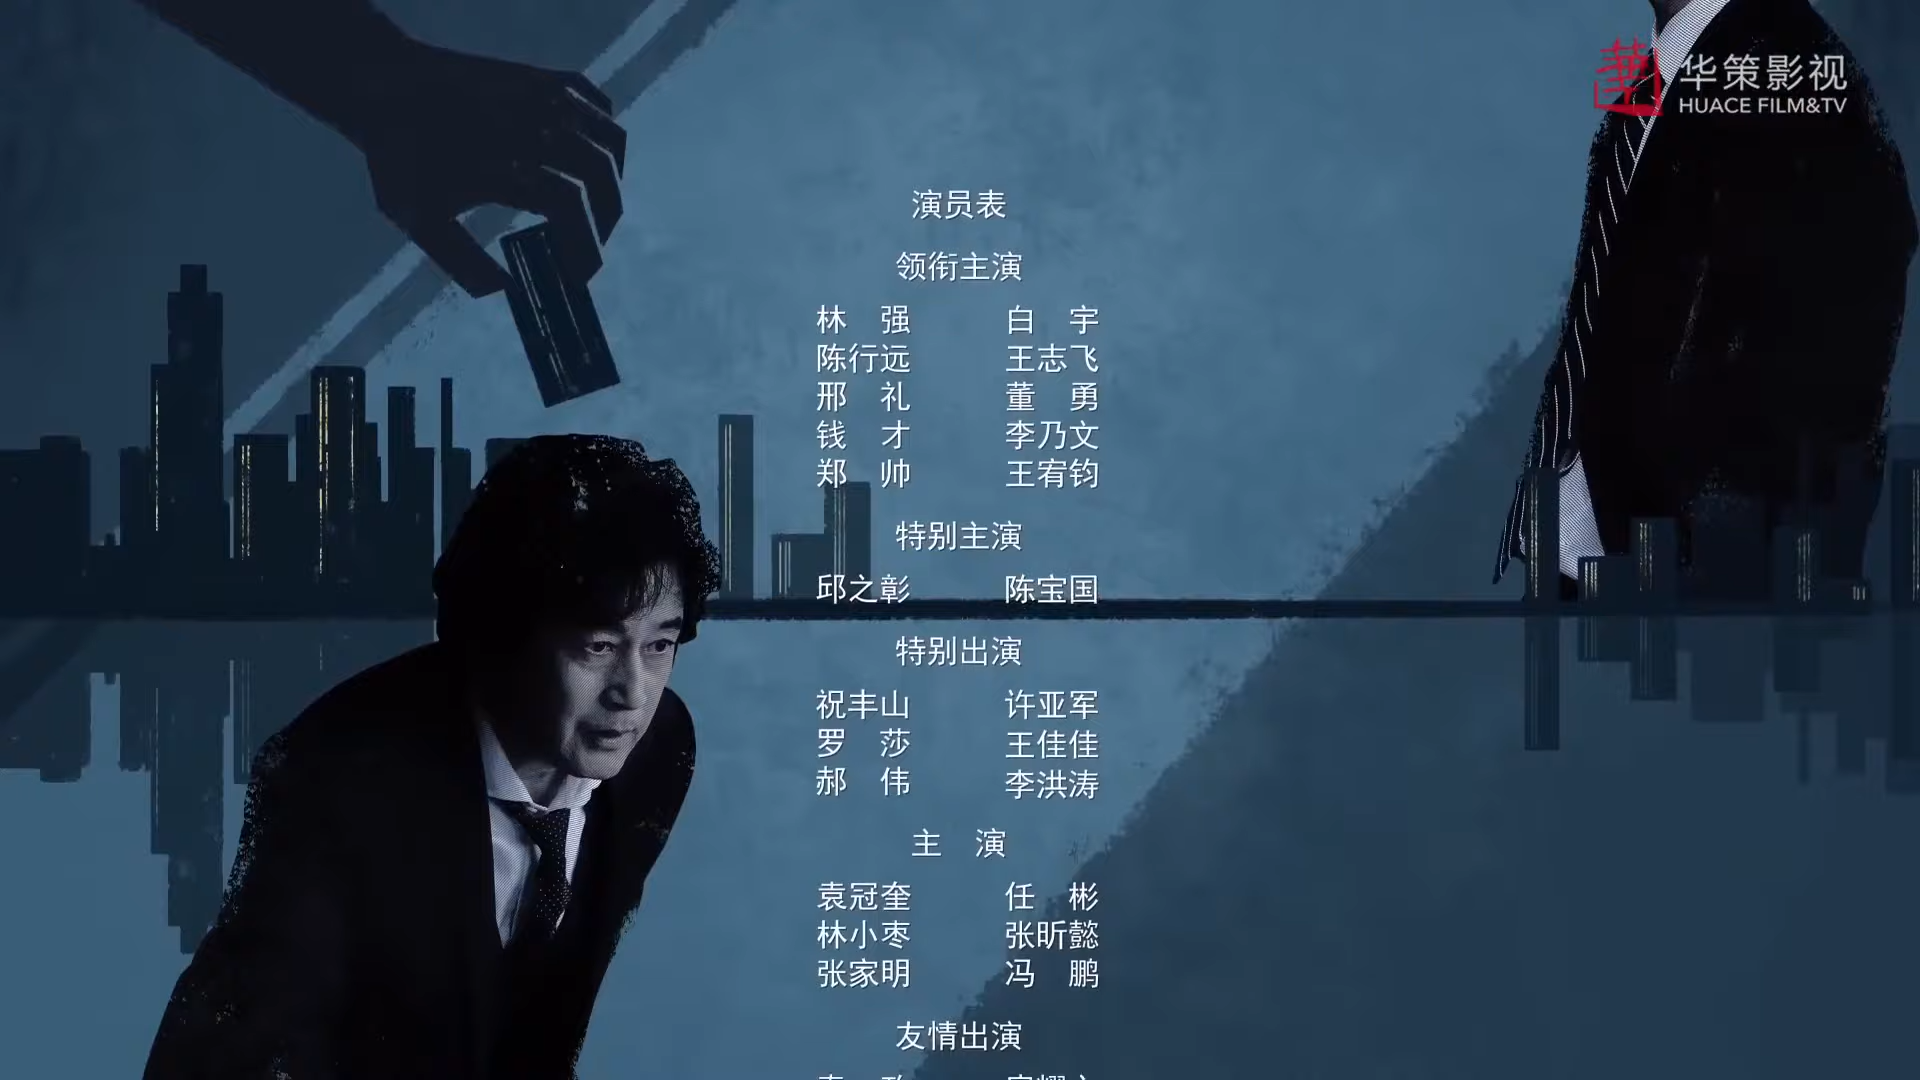 华策影视
HUACE FILM&TV
演员表
领衔主演
林 强 白 宇
陈行远 王志飞
邢 礼 董 勇
钱 才 李乃文
郑 帅 王宥钧
特别主演
邱之彰 陈宝国
特别出演
祝丰山 许亚军
罗 莎 王佳佳
郝 伟 李洪涛
主 演
袁冠奎 任 彬
林小枣 张昕懿
张家明 冯 鹏
友情出演